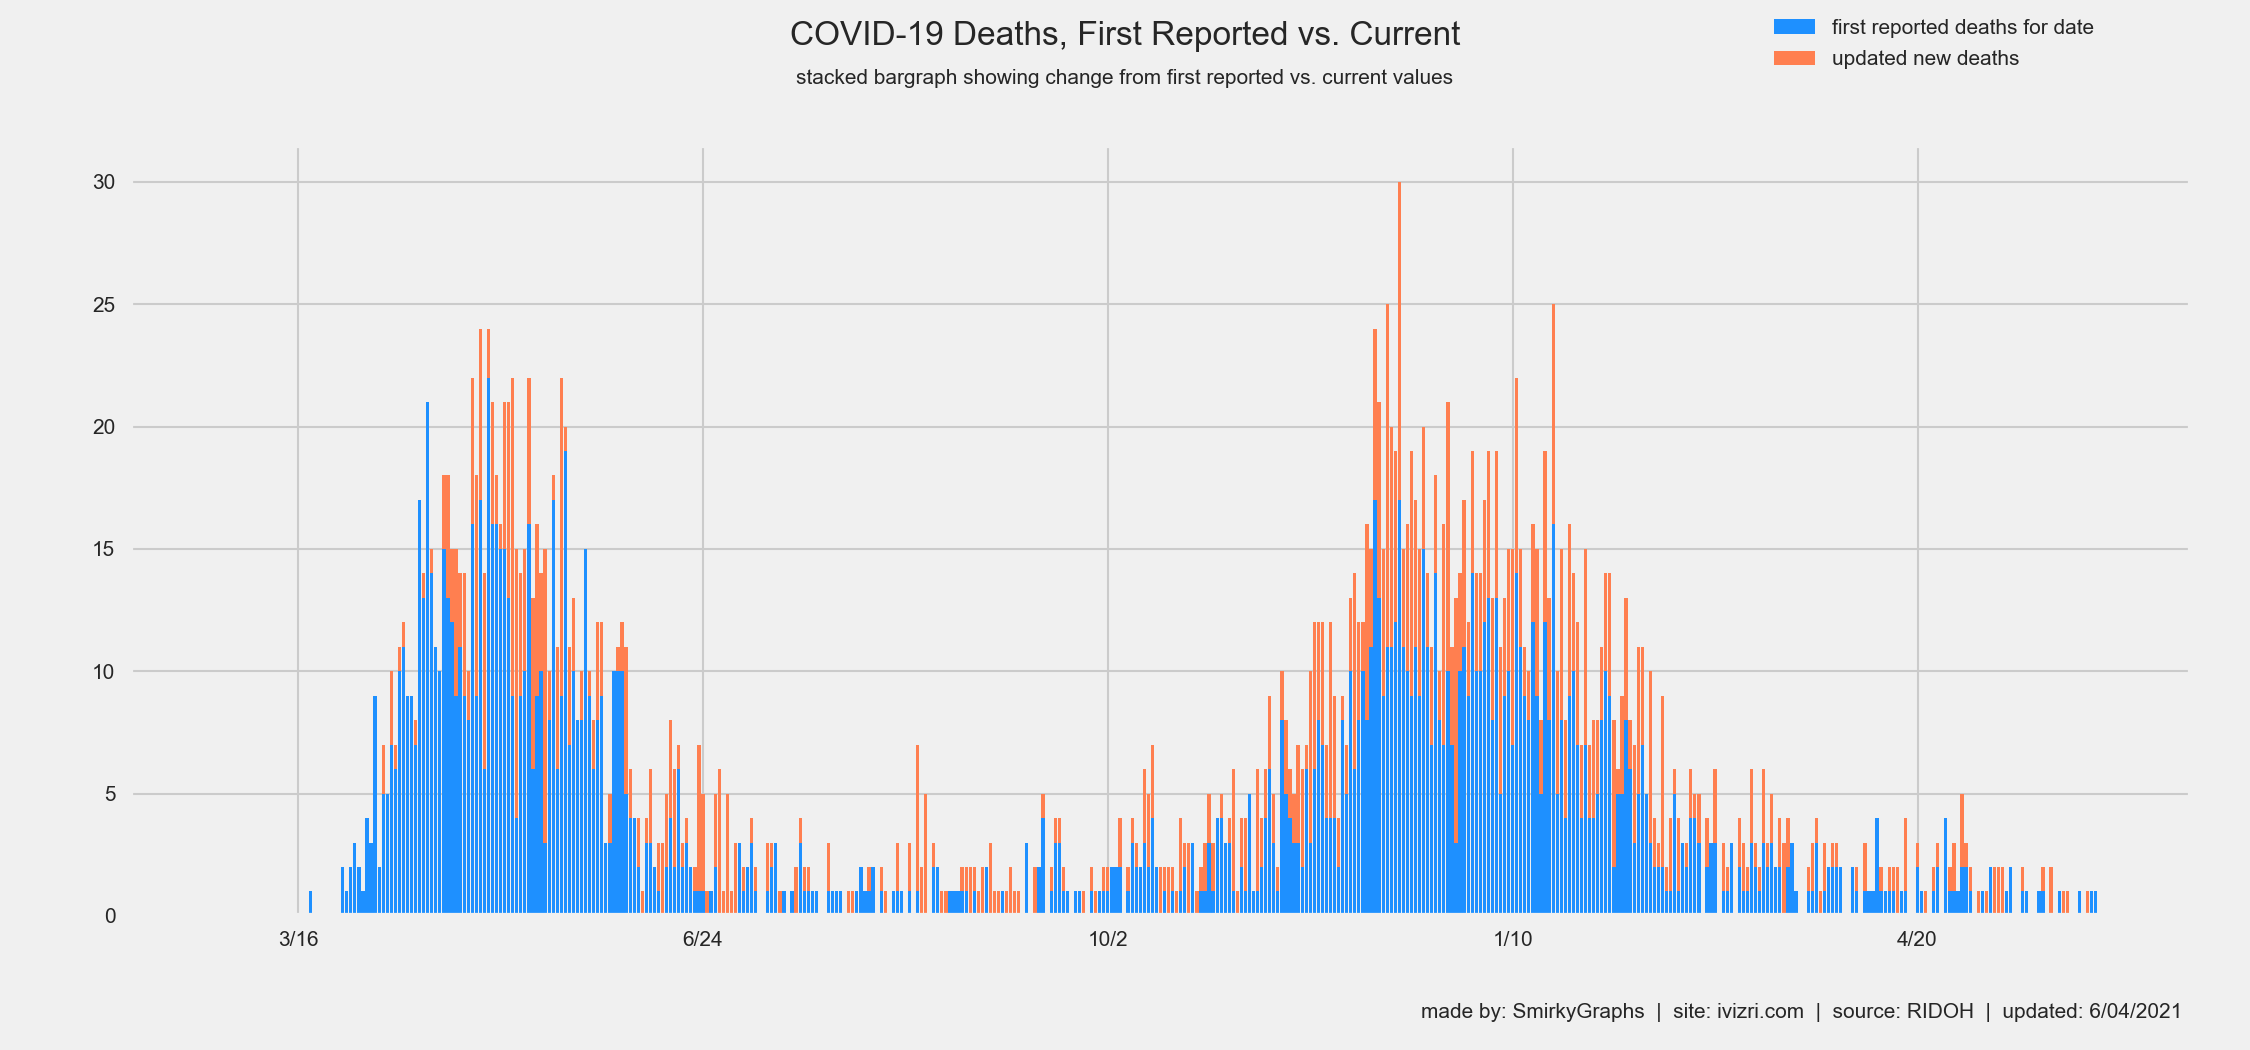 COVID-19 Deaths, First Reported vs. Current
stacked bargraph showing change from first reported vs. current values
first reported deaths for date
updated new deaths
30
25
20
15
10
5
0
3/16 6/24 10/2 1/10 4/20
made by: SmirkyGraphs | site: ivizri.com | source: RIDOH | updated: 6/04/2021